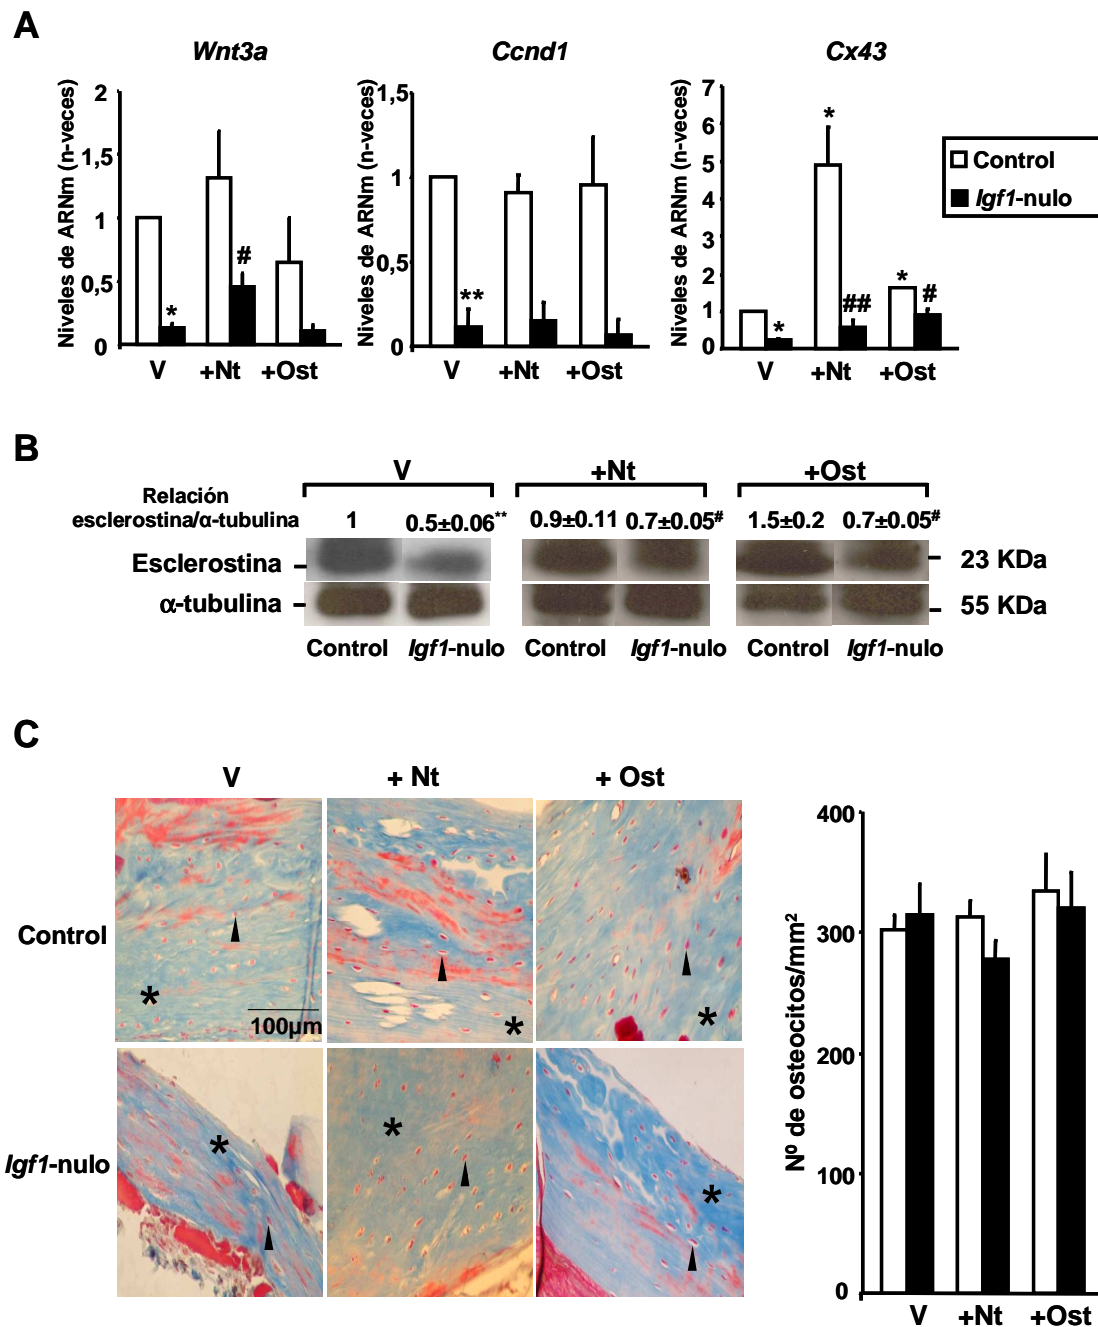 A
Wnt3a
Ccnd1
Cx43
Niveles de ARNm (n-veces)
2
1,5
1
0,5
0
*
#
V
+Nt
+Ost
Niveles de ARNm (n-veces)
1,5
1
0,5
0
**
V
+Nt
+Ost
Niveles de ARNm (n-veces)
7
6
5
4
3
2
1
0
*
*
##
*
#
V
+Nt
+Ost
Control
Igf1-nulo
B
V
+Nt
+Ost
Relación
esclerostina/α-tubulina
1
0.5±0.06**
0.9±0.11
0.7±0.05#
1.5±0.2
0.7±0.05#
Esclerostina
23 KDa
α-tubulina
55 KDa
Control
Igf1-nulo
Control
Igf1-nulo
Control
Igf1-nulo
C
V
+ Nt
+ Ost
Control
*
100µm
*
*
Igf1-nulo
*
*
*
Nº de osteocitos/mm²
400
300
200
100
0
V
+Nt
+Ost